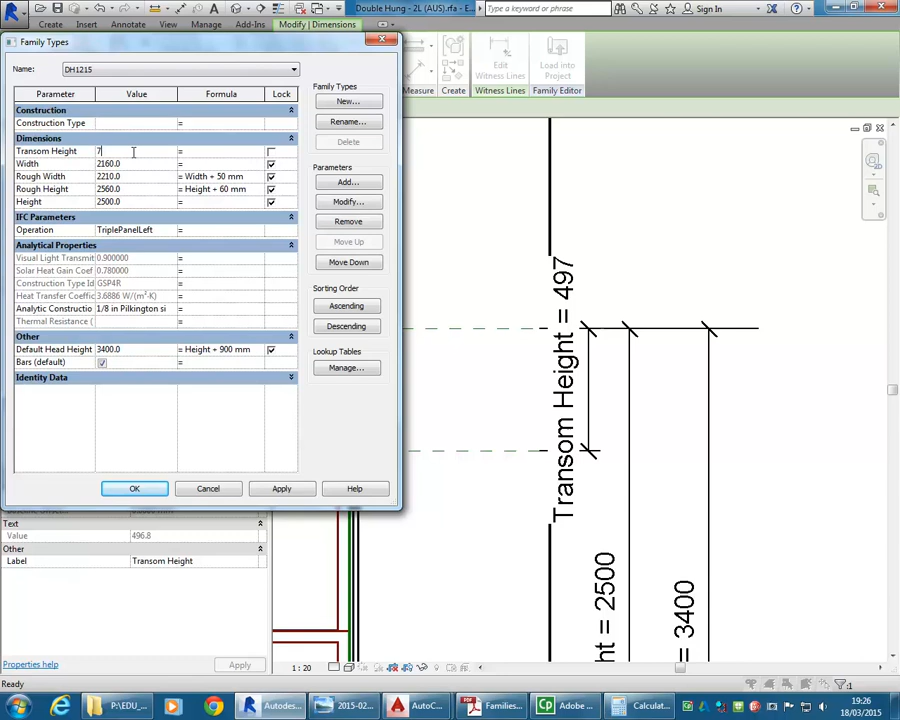 Double Hung - 2L (AUS).rfa - E...
Type a keyword or phrase
Sign In
Create Insert Annotate View Manage Add-Ins Modify | Dimensions
Family Types
Name: DH1215
Parameter Value Formula Lock
Construction
Construction Type =
Dimensions
Transom Height 7 =
Width 2160.0 =
Rough Width 2210.0 = Width + 50 mm
Rough Height 2560.0 = Height + 60 mm
Height 2500.0 =
IFC Parameters
Operation TriplePanelLeft =
Analytical Properties
Visual Light Transmit 0.900000 =
Solar Heat Gain Coef 0.780000 =
Construction Type Id GSP4R =
Heat Transfer Coeffic 3.6886 W/(m²·K) =
Analytic Constructio 1/8 in Pilkington si =
Thermal Resistance ( =
Other
Default Head Height 3400.0 = Height + 900 mm
Bars (default) =
Identity Data
Family Types
New...
Rename...
Delete
Parameters
Add...
Modify...
Remove
Move Up
Move Down
Sorting Order
Ascending
Descending
Lookup Tables
Manage...
OK Cancel Apply Help
Measure Create
Edit
Witness Lines
Load into
Project
Witness Lines Family Editor
Transom Height = 497
ht = 2500
= 3400
Text
Value 496.8
Other
Label Transom Height
Properties help
Apply
1 : 20
Ready
:1
P:\EDU_
Autodes...
2015-02...
AutoC...
Families...
Adobe ...
Calculat...
19:26
18/03/2015